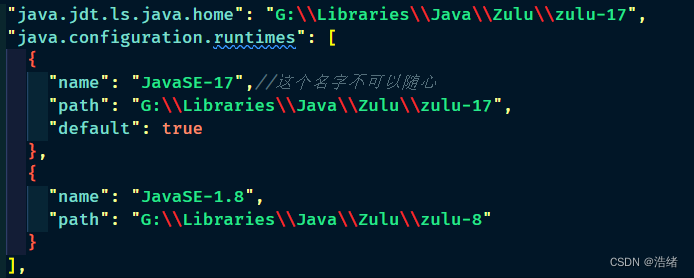 "java.jdt.ls.java.home": "G:\\Libraries\\Java\\Zulu\\zulu-17",
"java.configuration.runtimes": [
{
"name": "JavaSE-17",//这个名字不可以随心
"path": "G:\\Libraries\\Java\\Zulu\\zulu-17",
"default": true
},
{
"name": "JavaSE-1.8",
"path": "G:\\Libraries\\Java\\Zulu\\zulu-8"
}
],
CSDN @浩绪